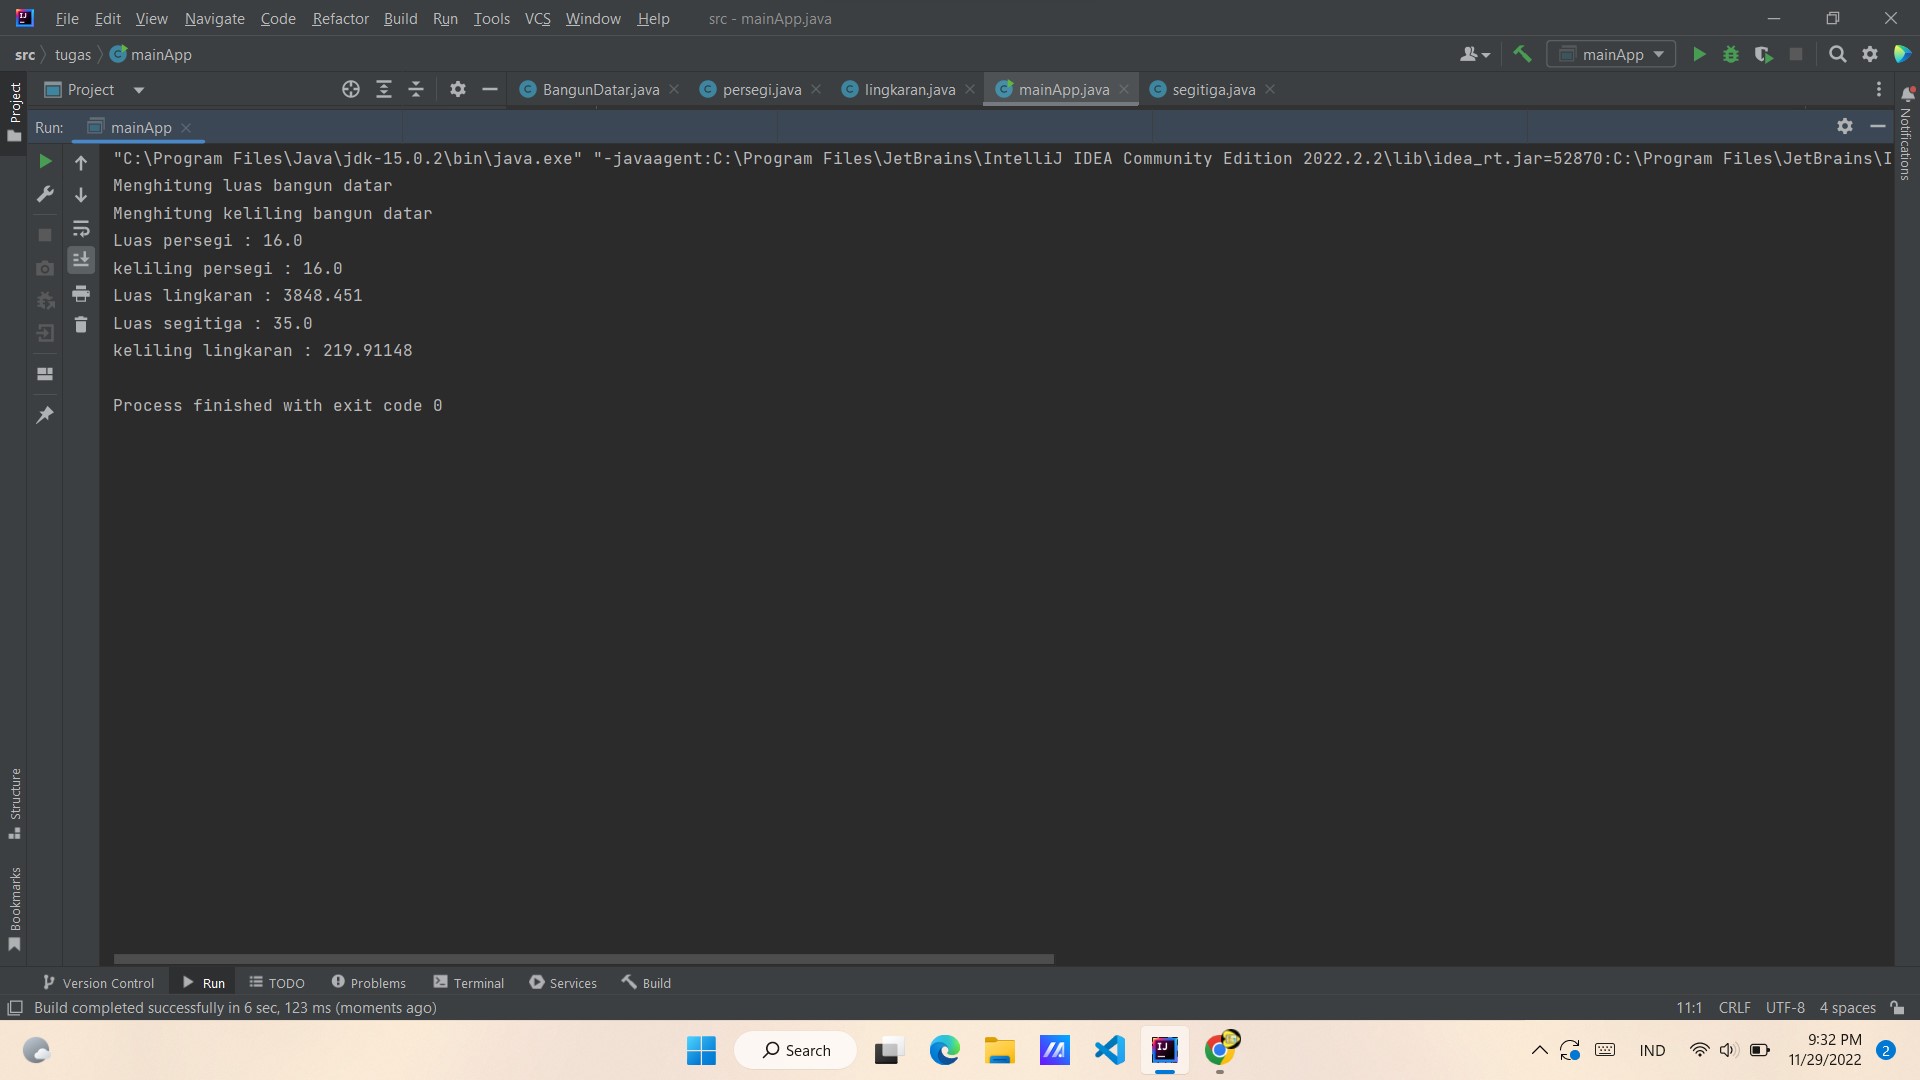 File Edit View Navigate Code Refactor Build Run Tools VCS Window Help src - mainApp.java
src tugas mainApp mainApp
Project BangunDatar.java persegi.java lingkaran.java mainApp.java segitiga.java
Project
Notifications
Run: mainApp
"C:\Program Files\Java\jdk-15.0.2\bin\java.exe" "-javaagent:C:\Program Files\JetBrains\IntelliJ IDEA Community Edition 2022.2.2\lib\idea_rt.jar=52870:C:\Program Files\JetBrains\I
Menghitung luas bangun datar
Menghitung keliling bangun datar
Luas persegi : 16.0
keliling persegi : 16.0
Luas lingkaran : 3848.451
Luas segitiga : 35.0
keliling lingkaran : 219.91148
Process finished with exit code 0
Structure
Bookmarks
Version Control Run TODO Problems Terminal Services Build
Build completed successfully in 6 sec, 123 ms (moments ago) 11:1 CRLF UTF-8 4 spaces
Search IND 9:32 PM
11/29/2022 2